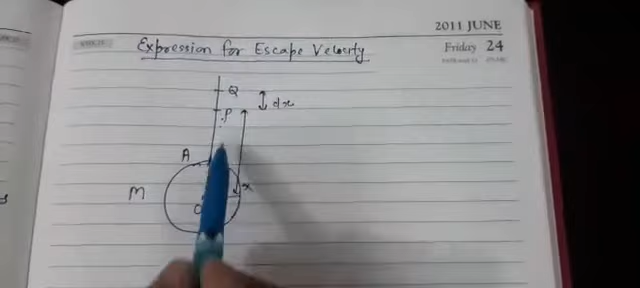 2011 JUNE
Friday 24
Expression for Escape Velocity
Q
dx
P
A
M
x
O